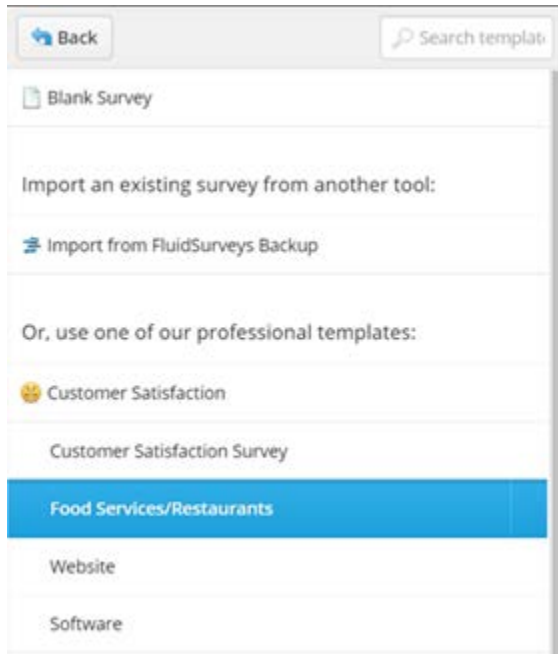 Back
Search templat
Blank Survey
Import an existing survey from another tool:
Import from FluidSurveys Backup
Or, use one of our professional templates:
Customer Satisfaction
Customer Satisfaction Survey
Food Services/Restaurants
Website
Software